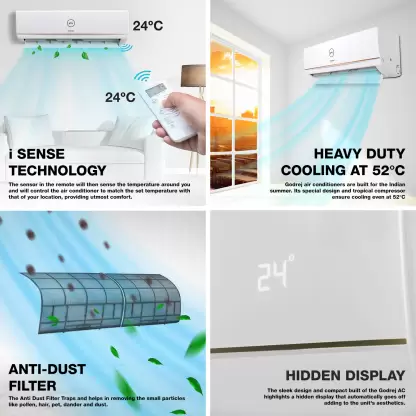 24°C
24°C
i SENSE
TECHNOLOGY
The sensor in the remote will then sense the temperature around you
and will control the air conditioner to match the set temperature with
that of your location, providing utmost comfort.
HEAVY DUTY
COOLING AT 52°C
Godrej air conditioners are built for the Indian
summer. Its special design and tropical compressor
ensure cooling even at 52°C
ANTI-DUST
FILTER
The Anti Dust Filter Traps and helps in removing the small particles
like pollen, hair, pet, dander and dust.
24°
HIDDEN DISPLAY
The sleek design and compact built of the Godrej AC
highlights a hidden display that automatically goes off
adding to the unit's aesthetics.